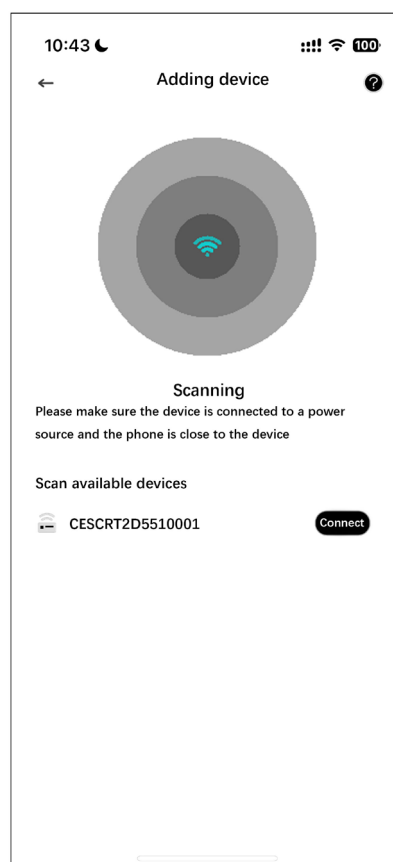 10:43
100
Adding device
?
Scanning
Please make sure the device is connected to a power
source and the phone is close to the device
Scan available devices
CESCRT2D5510001
Connect